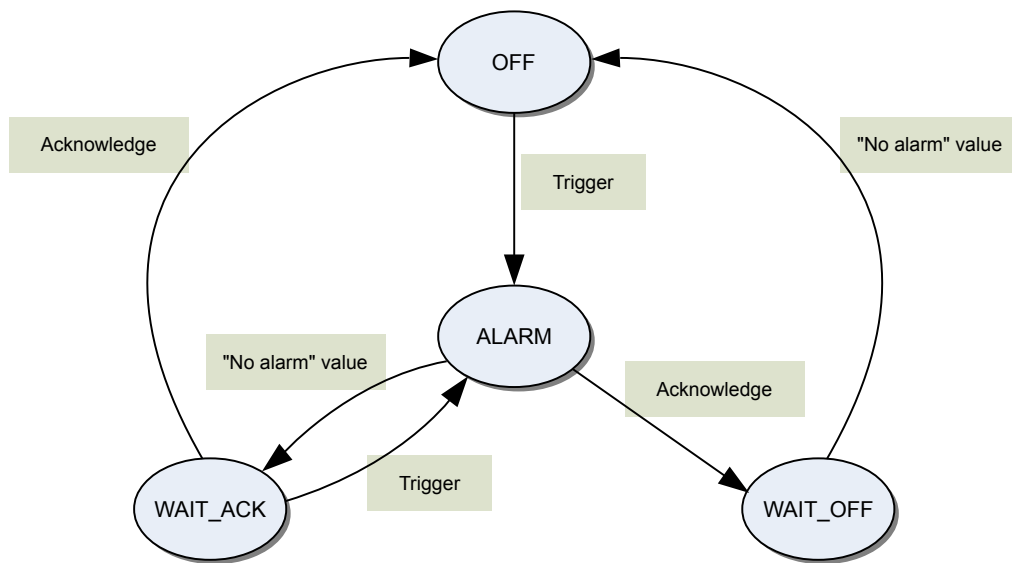 OFF
Acknowledge
"No alarm" value
Trigger
ALARM
"No alarm" value
Acknowledge
Trigger
WAIT_ACK
WAIT_OFF